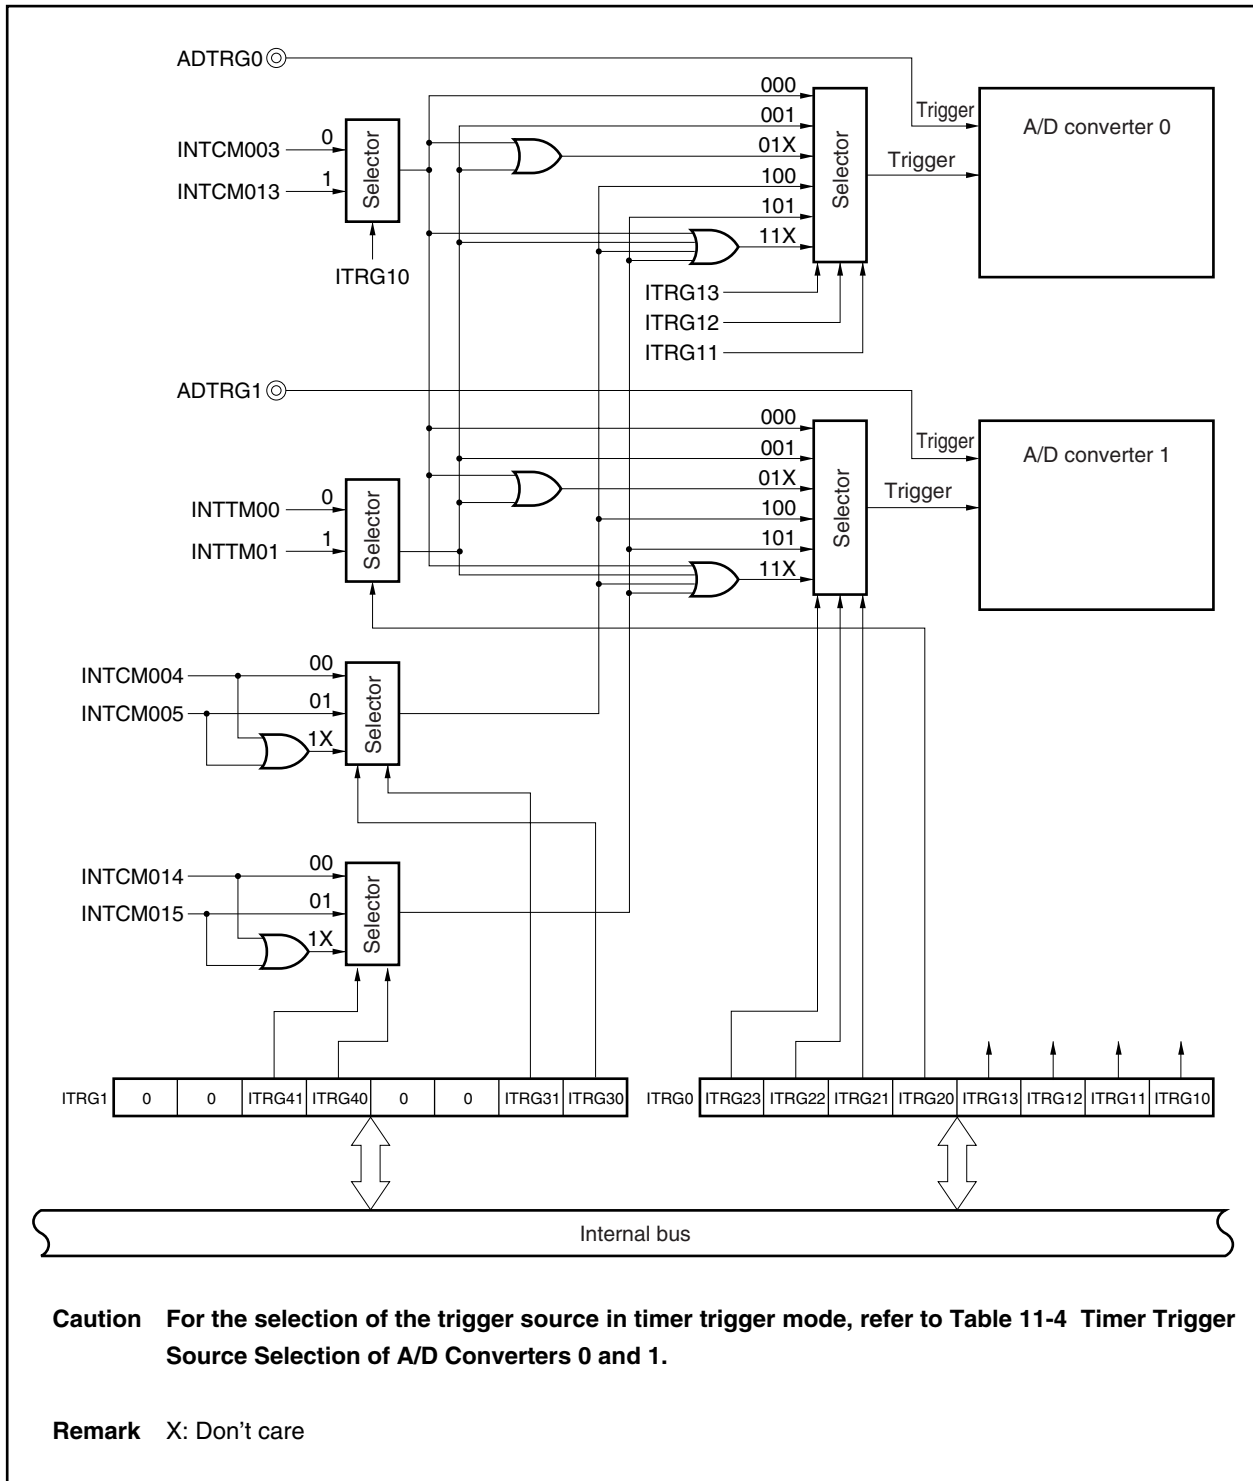 ADTRG0
000
001
01X
100
101
11X
Selector
Trigger
Trigger
A/D converter 0
INTCM003
0
INTCM013
1
Selector
ITRG10
ITRG13
ITRG12
ITRG11
ADTRG1
000
001
01X
100
101
11X
Selector
Trigger
Trigger
A/D converter 1
INTTM00
0
INTTM01
1
Selector
INTCM004
00
INTCM005
01
1X
Selector
INTCM014
00
INTCM015
01
1X
Selector
ITRG1 0 0 ITRG41 ITRG40 0 0 ITRG31 ITRG30
ITRG0 ITRG23 ITRG22 ITRG21 ITRG20 ITRG13 ITRG12 ITRG11 ITRG10
Internal bus
Caution For the selection of the trigger source in timer trigger mode, refer to Table 11-4 Timer Trigger
Source Selection of A/D Converters 0 and 1.
Remark X: Don't care